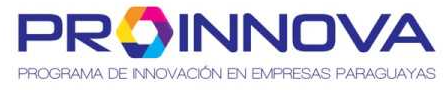 PROINNOVA
PROGRAMA DE INNOVACIÓN EN EMPRESAS PARAGUAYAS